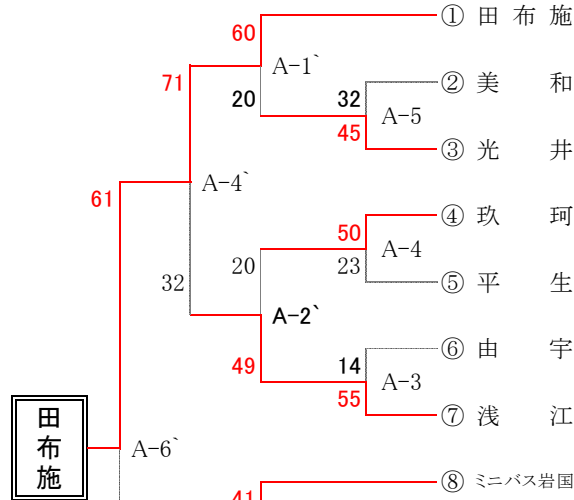 ① 田布施
60
A-1`
71
② 美和
20
32
A-5
45
③ 光井
A-4`
61
④ 玖珂
50
A-4
20
23
32
⑤ 平生
A-2`
⑥ 由宇
49
14
A-3
55
⑦ 浅江
田布施
A-6`
⑧ ミニバス岩国
41